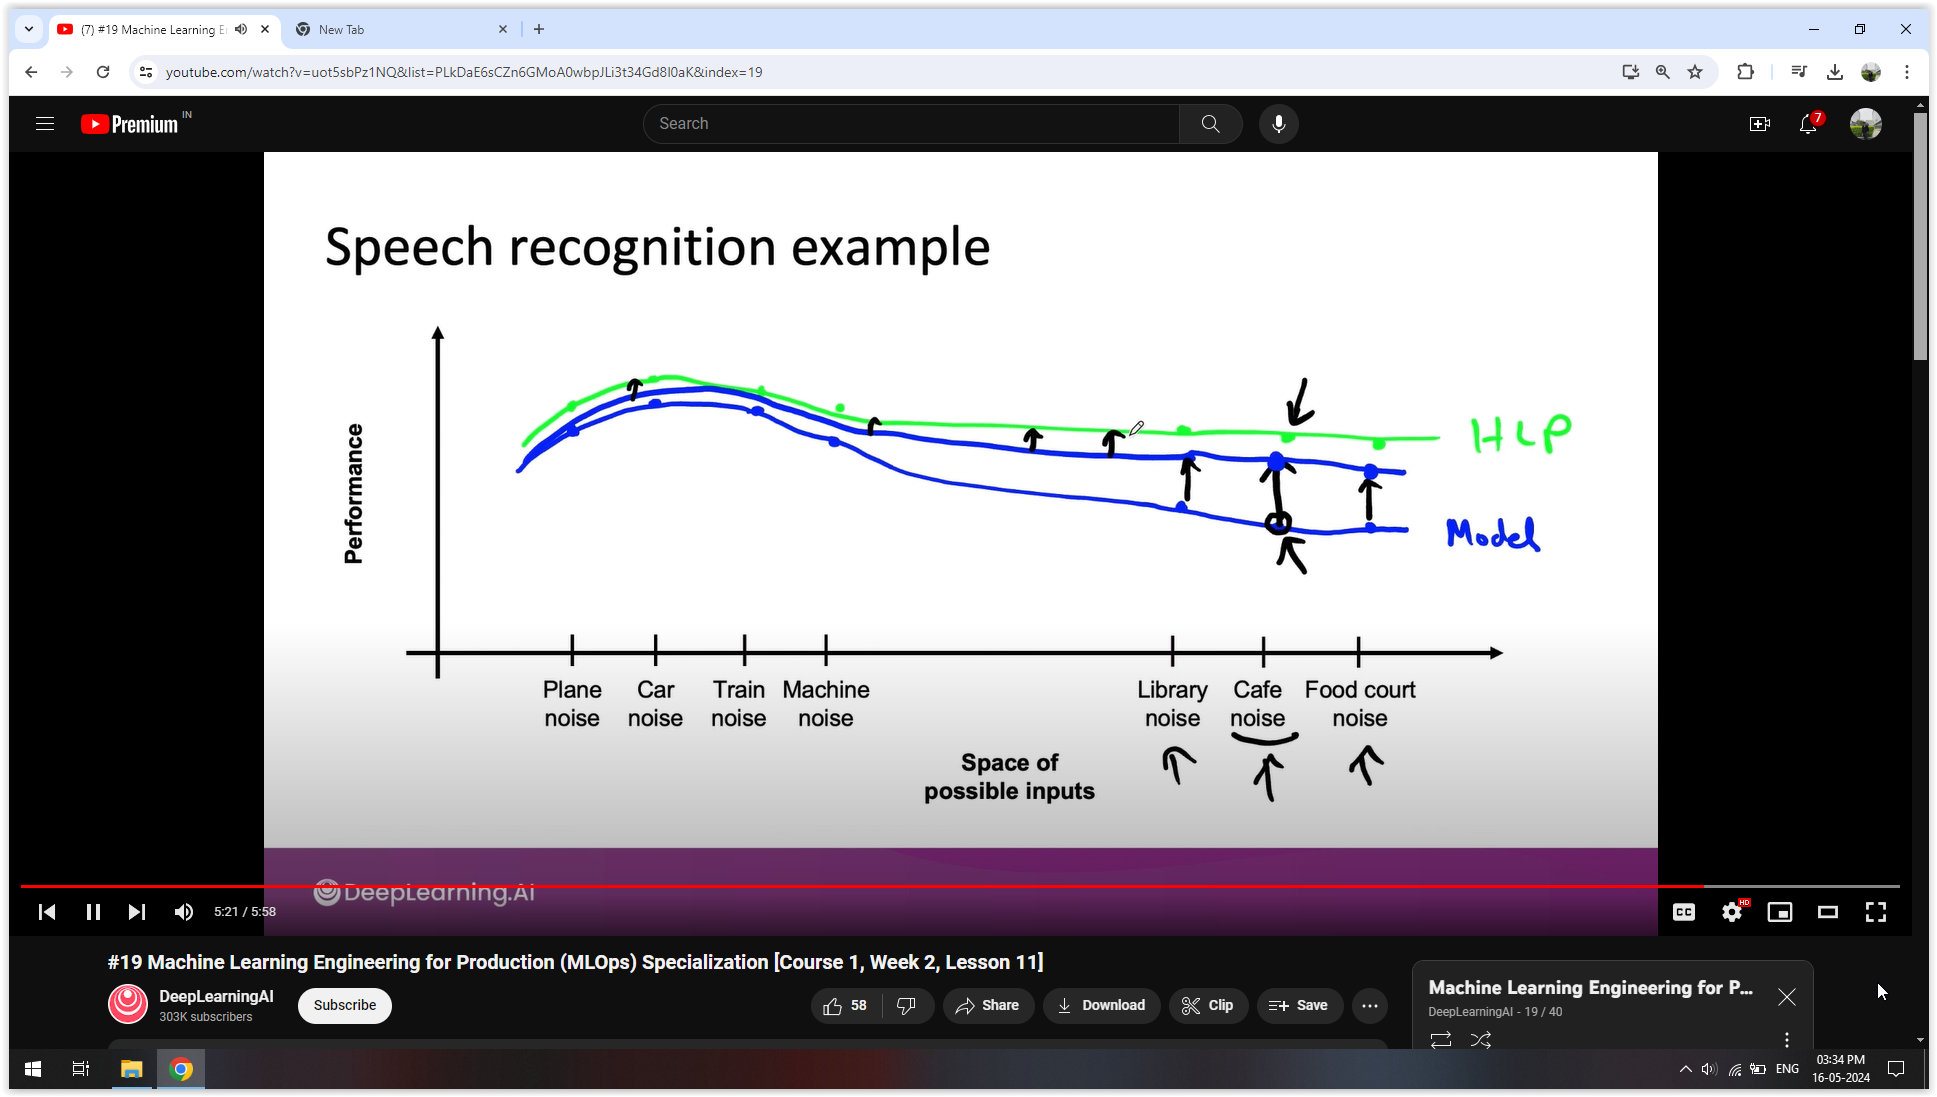 (7) #19 Machine Learning E
New Tab
youtube.com/watch?v=uot5sbPz1NQ&list=PLkDaE6sCZn6GMoA0wbpJLi3t34Gd8l0aK&index=19
Premium IN
Search
7
Speech recognition example
Performance
HLP
Model
Plane noise
Car noise
Train noise
Machine noise
Library noise
Cafe noise
Food court noise
Space of
possible inputs
DeepLearning.AI
5:21 / 5:58
CC
HD
#19 Machine Learning Engineering for Production (MLOps) Specialization [Course 1, Week 2, Lesson 11]
DeepLearningAI
303K subscribers
Subscribe
58
Share
Download
Clip
Save
Machine Learning Engineering for P...
DeepLearningAI - 19 / 40
ENG
03:34 PM
16-05-2024